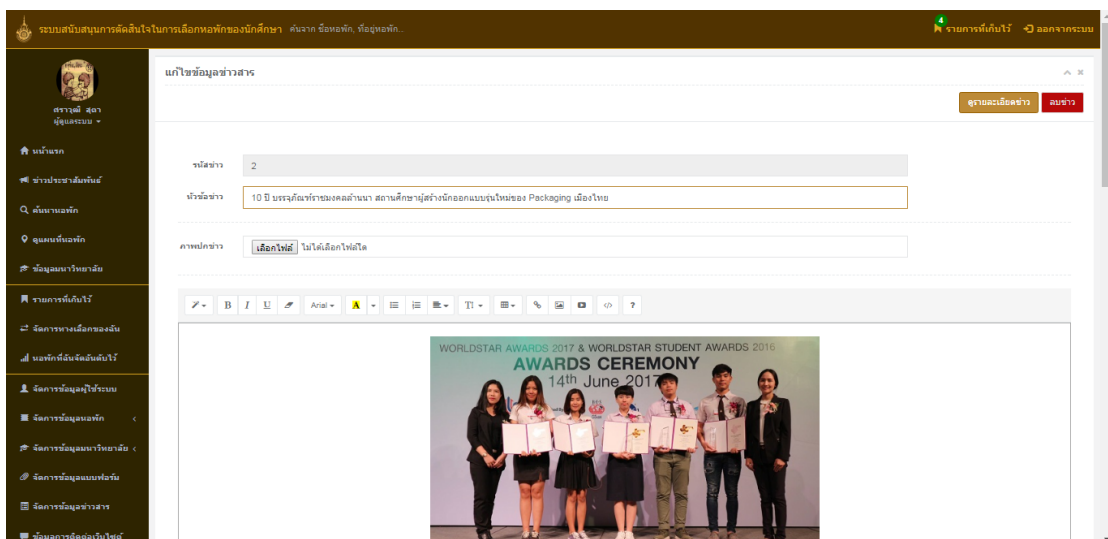 ระบบสนับสนุนการตัดสินใจในการเลือกหอพักของนักศึกษา ค้นจาก ชื่อหอพัก, ที่อยู่หอพัก..
4
รายการที่เก็บไว้ ออกจากระบบ
ศราวุฒิ สุตา
ผู้ดูแลระบบ
หน้าแรก
ข่าวประชาสัมพันธ์
ค้นหาหอพัก
ดูแผนที่หอพัก
ข้อมูลมหาวิทยาลัย
รายการที่เก็บไว้
จัดการทางเลือกของฉัน
หอพักที่ฉันจัดอันดับไว้
จัดการข้อมูลผู้ใช้ระบบ
จัดการข้อมูลหอพัก
จัดการข้อมูลมหาวิทยาลัย
จัดการข้อมูลแบบฟอร์ม
จัดการข้อมูลข่าวสาร
ข้อมูลการติดต่อเว็บไซต์
แก้ไขข้อมูลข่าวสาร
ดูรายละเอียดข่าว ลบข่าว
รหัสข่าว 2
หัวข้อข่าว 10 ปี บรรจุภัณฑ์ราชมงคลล้านนา สถานศึกษาผู้สร้างนักออกแบบรุ่นใหม่ของ Packaging เมืองไทย
ภาพปกข่าว เลือกไฟล์ ไม่ได้เลือกไฟล์ใด
B I U Arial A T! % </> ?
WORLDSTAR AWARDS 2017 & WORLDSTAR STUDENT AWARDS 2016
AWARDS CEREMONY
14th June 2017